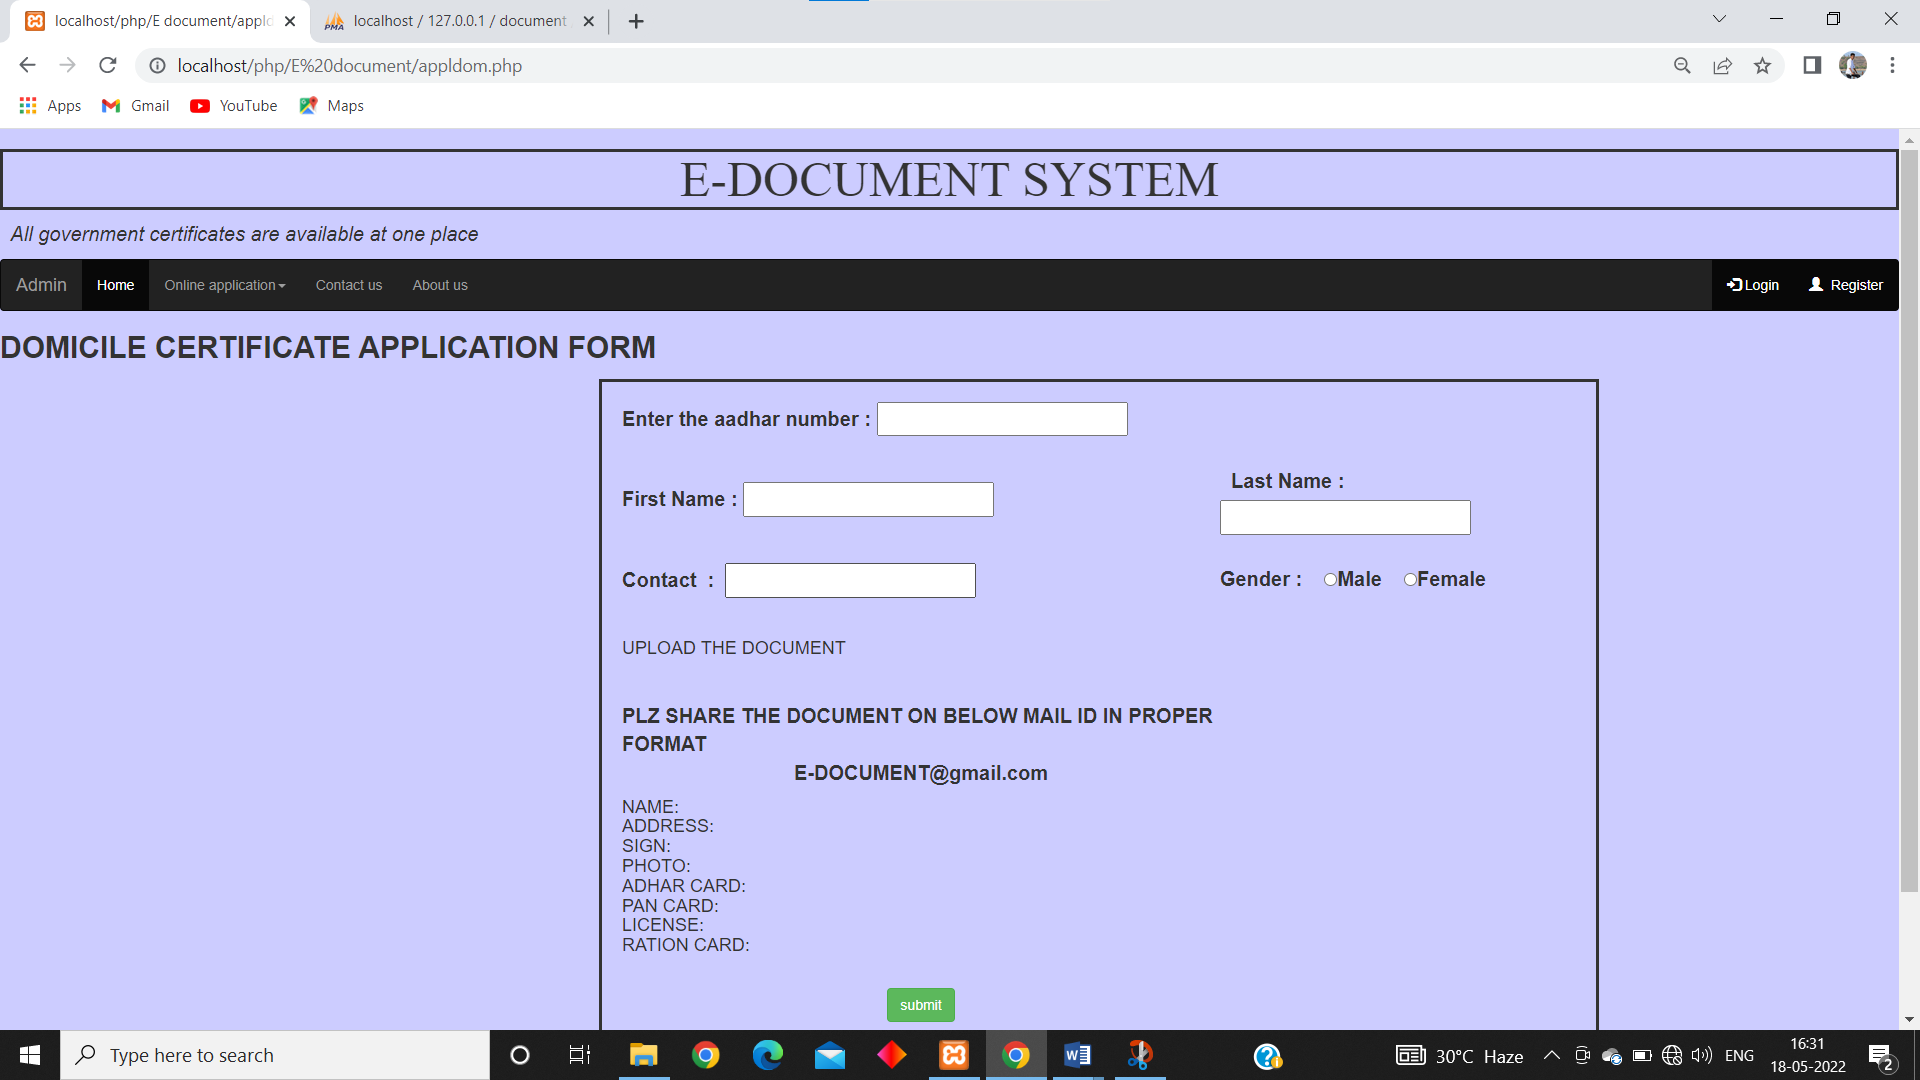 localhost/php/E document/appld
localhost / 127.0.0.1 / document
localhost/php/E%20document/appldom.php
Apps
Gmail
YouTube
Maps
E-DOCUMENT SYSTEM
All government certificates are available at one place
Admin
Home
Online application
Contact us
About us
Login
Register
DOMICILE CERTIFICATE APPLICATION FORM
Enter the aadhar number :
First Name :
Last Name :
Contact :
Gender : Male Female
UPLOAD THE DOCUMENT
PLZ SHARE THE DOCUMENT ON BELOW MAIL ID IN PROPER
FORMAT
E-DOCUMENT@gmail.com
NAME:
ADDRESS:
SIGN:
PHOTO:
ADHAR CARD:
PAN CARD:
LICENSE:
RATION CARD:
submit
Type here to search
30°C Haze
ENG
16:31
18-05-2022
2